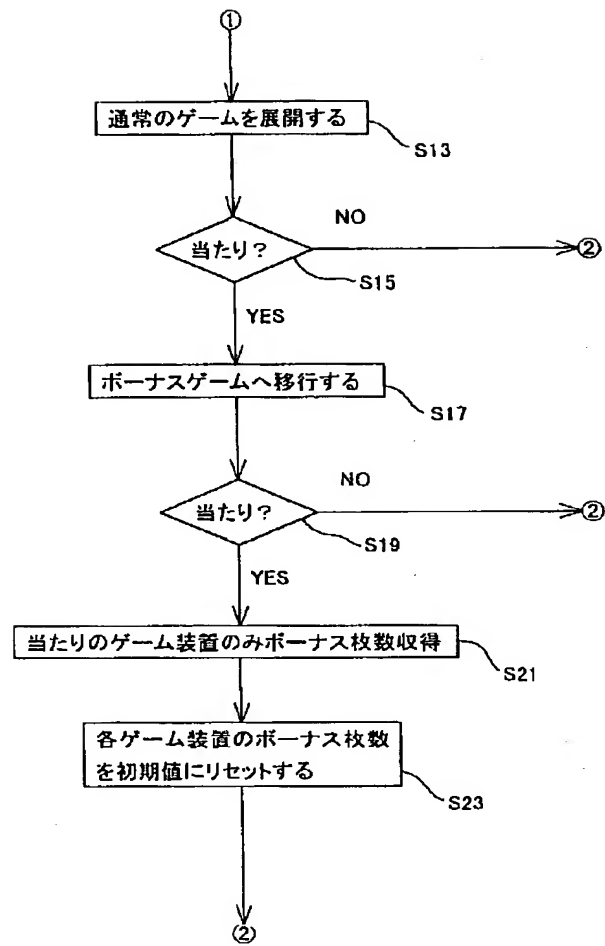 ①
通常のゲームを展開する
S13
NO
当たり？
②
S15
YES
ボーナスゲームへ移行する
S17
NO
当たり？
②
S19
YES
当たりのゲーム装置のみボーナス枚数収得
S21
各ゲーム装置のボーナス枚数
を初期値にリセットする
S23
②